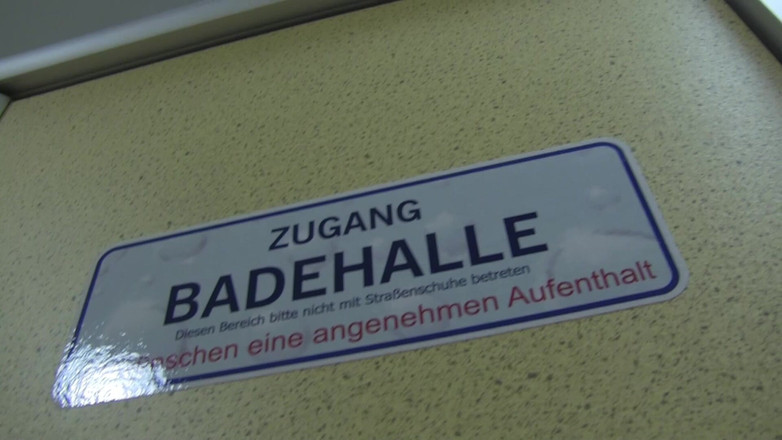 ZUGANG
BADEHALLE
Diesen Bereich bitte nicht mit Straßenschuhe betreten
eine angenehmen Aufenthalt